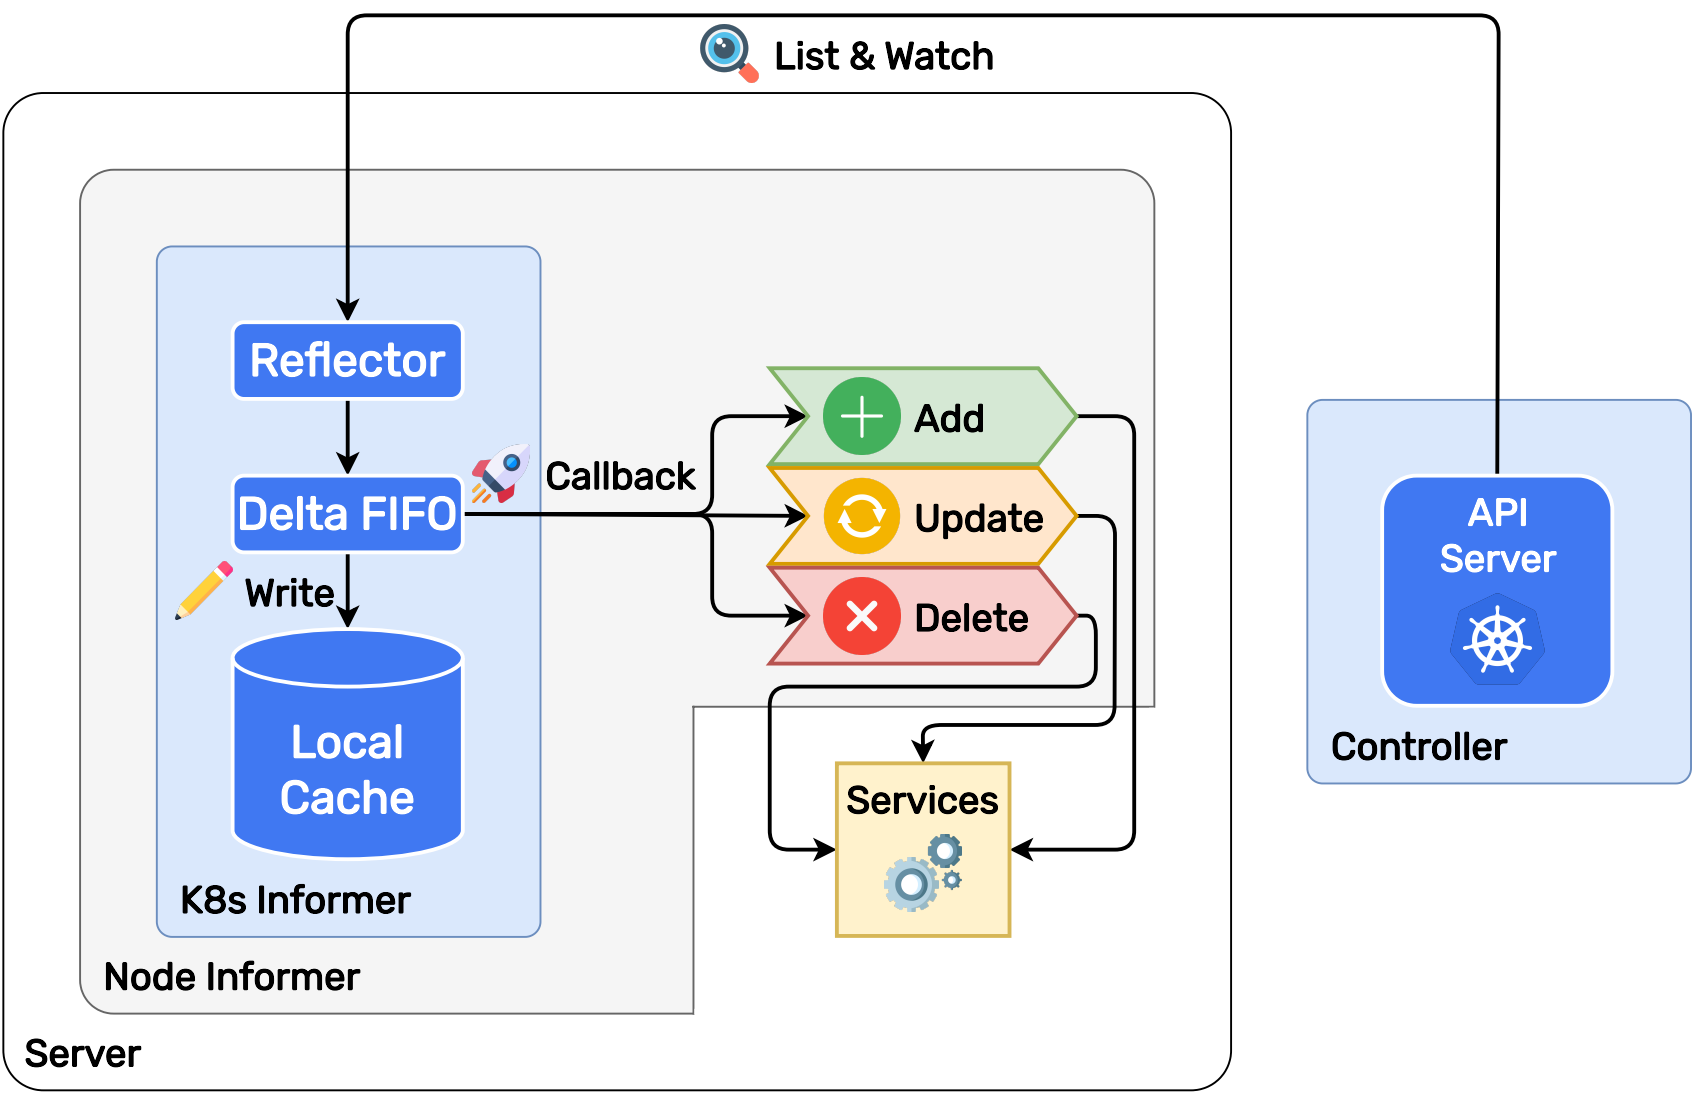 List & Watch
Reflector
Delta FIFO
Callback
Write
Local
Cache
K8s Informer
Node Informer
Server
Add
Update
Delete
Services
API
Server
Controller